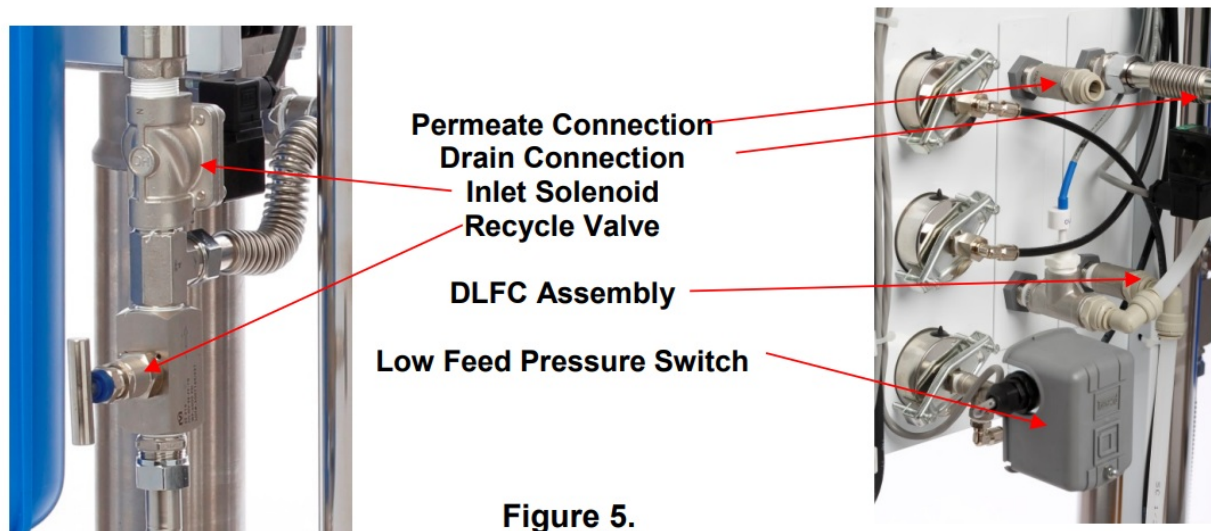 Permeate Connection
Drain Connection
Inlet Solenoid
Recycle Valve
DLFC Assembly
Low Feed Pressure Switch
Figure 5.